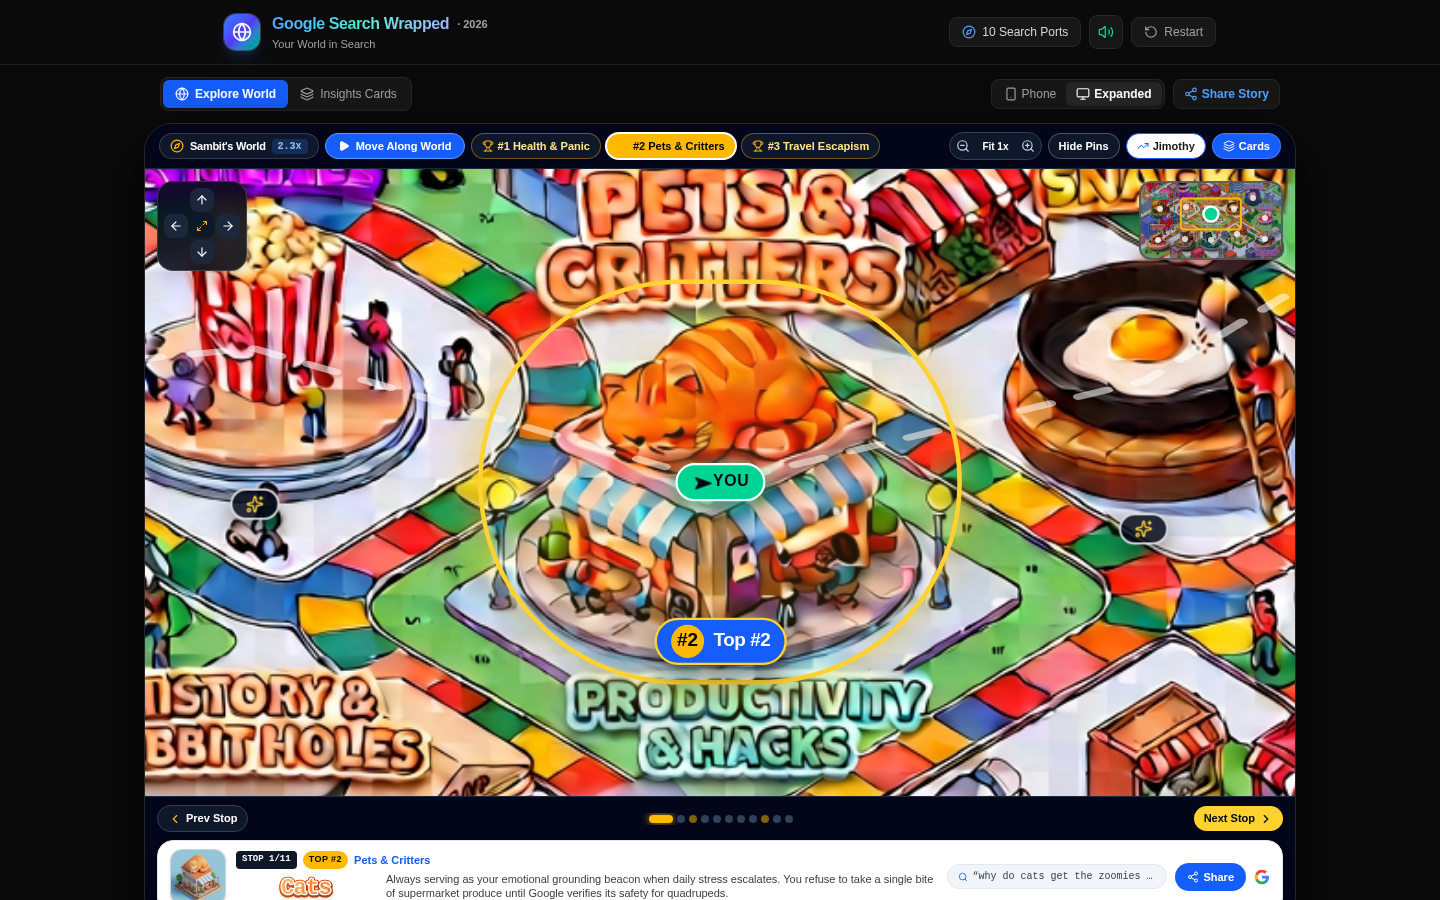 Google Search Wrapped · 2026
Your World in Search
10 Search Ports
Restart
Explore World
Insights Cards
Phone
Expanded
Share Story
Sambit's World 2.3x
Move Along World
#1 Health & Panic
#2 Pets & Critters
#3 Travel Escapism
Fit 1x
Hide Pins
Jimothy
Cards
PETS &
CRITTERS
YOU
#2 Top #2
ISTORY &
BBIT HOLES
PRODUCTIVITY
& HACKS
Prev Stop
Next Stop
STOP 1/11
TOP #2
Pets & Critters
Cats
Always serving as your emotional grounding beacon when daily stress escalates. You refuse to take a single bite
of supermarket produce until Google verifies its safety for quadrupeds.
“why do cats get the zoomies …
Share
G